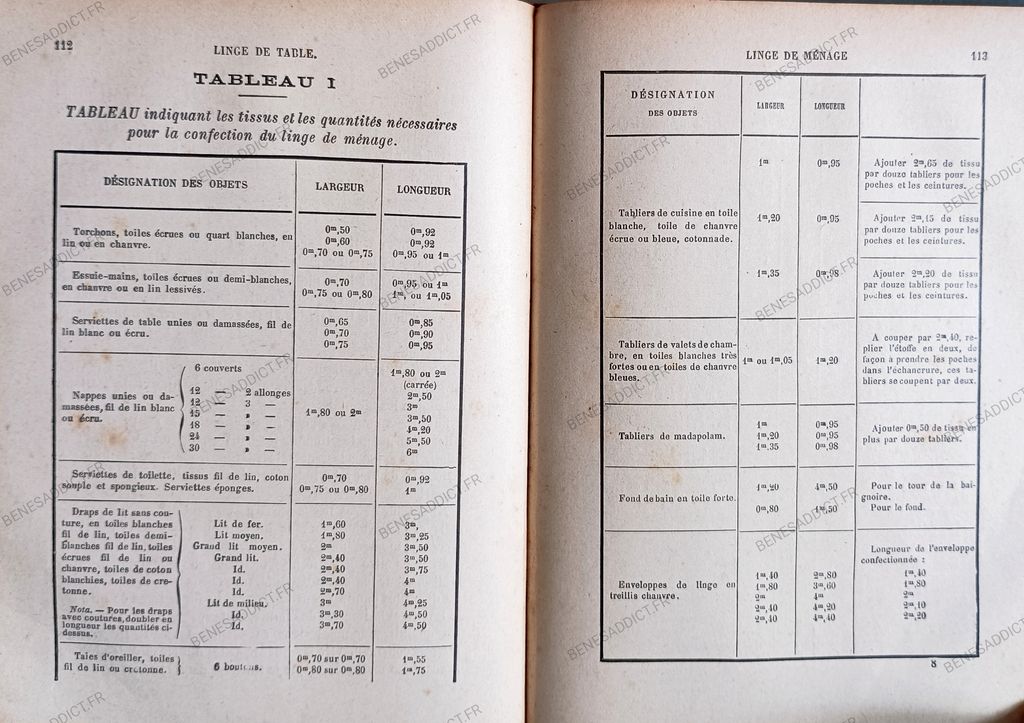 112
LINGE DE TABLE.
TABLEAU I
TABLEAU indiquant les tissus et les quantités nécessaires
pour la confection du linge de ménage.
DÉSIGNATION DES OBJETS LARGEUR LONGUEUR
Torchons, toiles écrues ou quart blanches, en
lin ou en chanvre.
0m,50 0m,92
0m,60 0m,92
0m,70 ou 0m,75 0m,95 ou 1m
Essuie-mains, toiles écrues ou demi-blanches,
en chanvre ou en lin lessivés.
0m,70 0m,95 ou 1m
0m,75 ou 0m,80 1m, ou 1m,05
Serviettes de table unies ou damassées, fil de
lin blanc ou écru.
0m,65 0m,85
0m,70 0m,90
0m,75 0m,95
Nappes unies ou da-
massées, fil de lin blanc
ou écru.
6 couverts 1m,80 ou 2m
(carrée)
12 — 2 allonges 2m,50
12 — 3 — 3m
15 — » — 1m,80 ou 2m 3m,50
18 — » — 4m,20
24 — » — 5m,50
30 — » — 6m
Serviettes de toilette, tissus fil de lin, coton
souple et spongieux. Serviettes éponges.
0m,70 0m,92
0m,75 ou 0m,80 1m
Draps de lit sans cou-
ture, en toiles blanches
fil de lin, toiles demi-
blanches fil de lin, toiles
écrues fil de lin ou
chanvre, toiles de coton
blanchies, toiles de cre-
tonne.
Nota. — Pour les draps
avec coutures, doubler en
longueur les quantités ci-
dessus.
Lit de fer. 1m,60 3m,
Lit moyen. 1m,80 3m,25
Grand lit moyen. 2m 3m,50
Grand lit. 2m,40 3m,50
Id. 2m,40 3m,75
Id. 2m,40 4m
Id. 2m,70 4m
Lit de milieu. 3m 4m,25
Id. 3m,30 4m,50
Id. 3m,70 4m,50
Taies d'oreiller, toiles
fil de lin ou cretonne.
6 boutons.
0m,70 sur 0m,70 1m,55
0m,80 sur 0m,80 1m,75
LINGE DE MÉNAGE
113
DÉSIGNATION
DES OBJETS
LARGEUR LONGUEUR
Tabliers de cuisine en toile
blanche, toile de chanvre
écrue ou bleue, cotonnade.
1m 0m,95
Ajouter 2m,65 de tissu
par douze tabliers pour les
poches et les ceintures.
1m,20 0m,95
Ajouter 2m,15 de tissu
par douze tabliers pour les
poches et les ceintures.
1m,35 0m,98
Ajouter 2m,20 de tissu
par douze tabliers pour les
poches et les ceintures.
Tabliers de valets de cham-
bre, en toiles blanches très
fortes ou en toiles de chanvre
bleues.
1m ou 1m,05 1m,20
A couper par 2m,40, re-
plier l'étoffe en deux, de
façon à prendre les poches
dans l'échancrure, ces ta-
bliers se coupent par deux.
Tabliers de madapolam.
1m 0m,95
1m,20 0m,95
1m.35 0m,98
Ajouter 0m,50 de tissu en
plus par douze tabliers.
Fond de bain en toile forte.
1m,20 4m,50
Pour le tour de la bai-
gnoire.
0m,80 1m,50 Pour le fond.
Enveloppes de linge en
treillis chanvre.
Longueur de l'enveloppe
confectionnée :
1m,40 2m,80 1m,40
1m,80 3m,60 1m,80
2m 4m 2m
2m,40 4m,20 2m,10
2m,40 4m,40 2m,20
8
BENESADDICT.FR